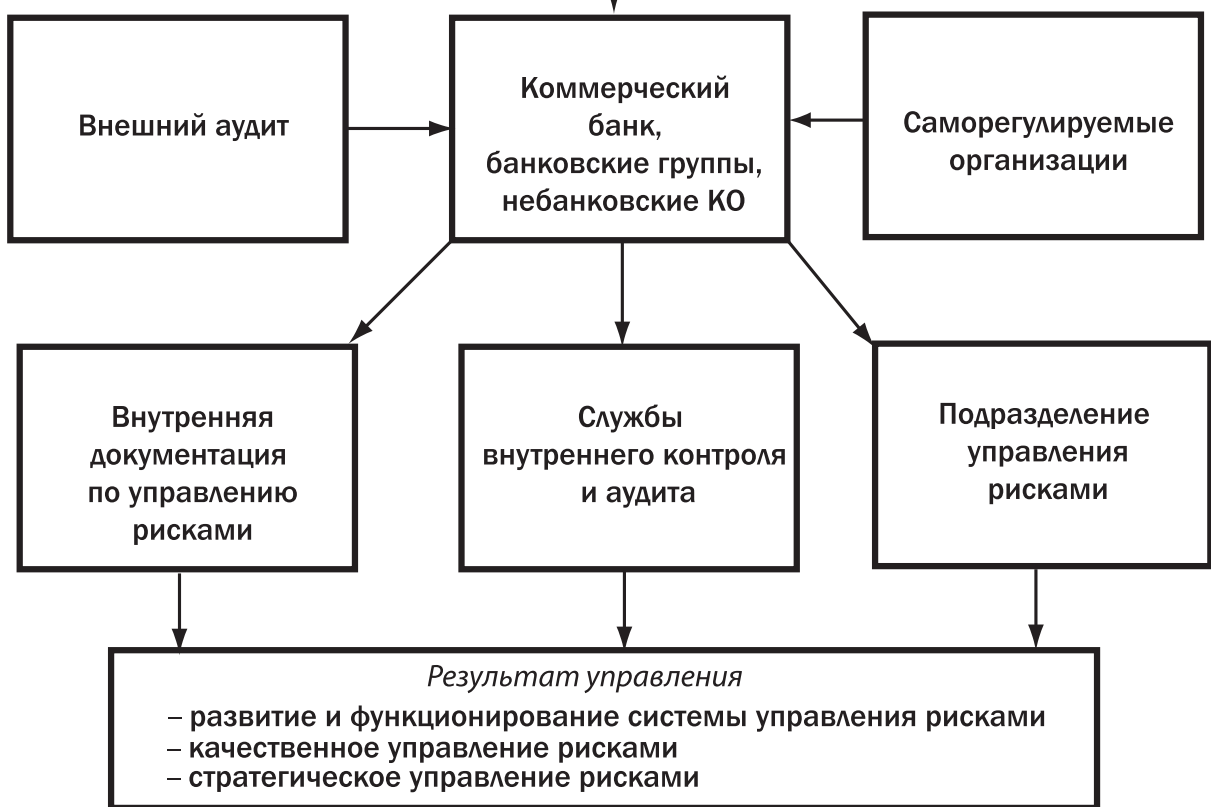 Внешний аудит
Коммерческий
банк,
банковские группы,
небанковские КО
Саморегулируемые
организации
Внутренняя
документация
по управлению
рисками
Службы
внутреннего контроля
и аудита
Подразделение
управления
рисками
Результат управления
– развитие и функционирование системы управления рисками
– качественное управление рисками
– стратегическое управление рисками